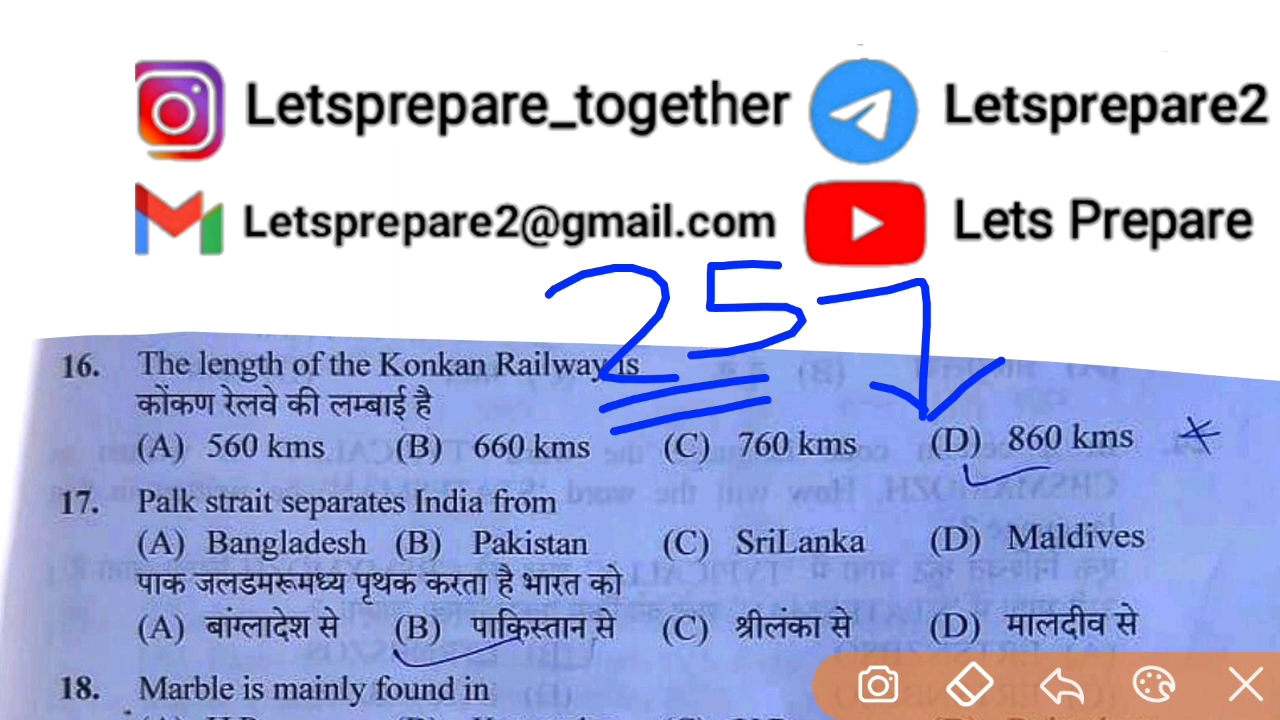 Letsprepare_together Letsprepare2
Letsprepare2@gmail.com Lets Prepare
257
16. The length of the Konkan Railway is
कोंकण रेलवे की लम्बाई है
(A) 560 kms (B) 660 kms (C) 760 kms (D) 860 kms
17. Palk strait separates India from
(A) Bangladesh (B) Pakistan (C) SriLanka (D) Maldives
पाक जलडमरूमध्य पृथक करता है भारत को
(A) बांग्लादेश से (B) पाकिस्तान से (C) श्रीलंका से (D) मालदीव से
18. Marble is mainly found in